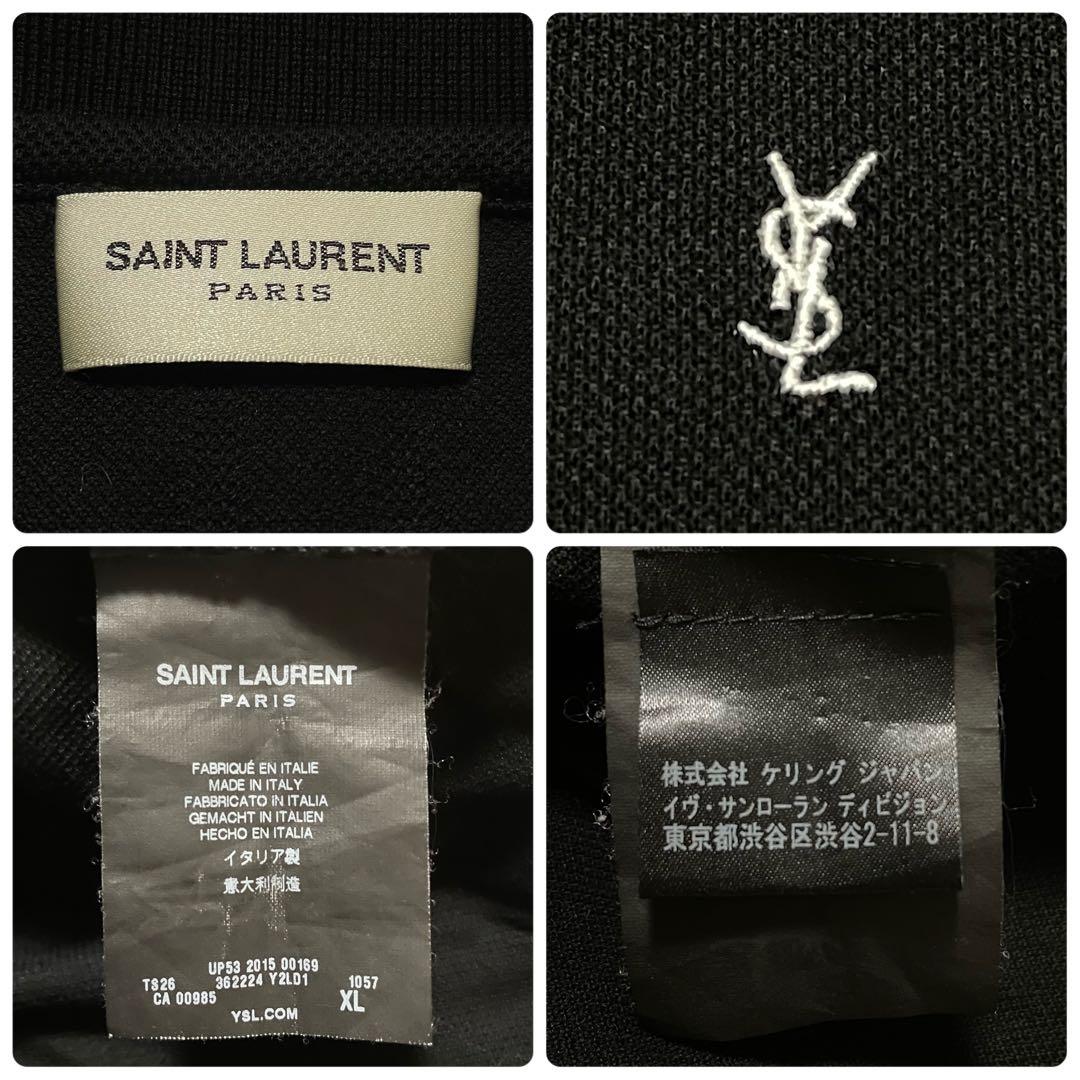 SAINT LAURENT
PARIS
YSL
SAINT LAURENT
PARIS
FABRIQUÉ EN ITALIE
MADE IN ITALY
FABBRICATO IN ITALIA
GEMACHT IN ITALIEN
HECHO EN ITALIA
イタリア製
意大利制造
UP53 2015 00169
TS26 362224 Y2LD1 1057
CA 00985 XL
YSL.COM
株式会社 ケリング ジャパン
イヴ・サンローラン ディビジョン
東京都渋谷区渋谷2-11-8